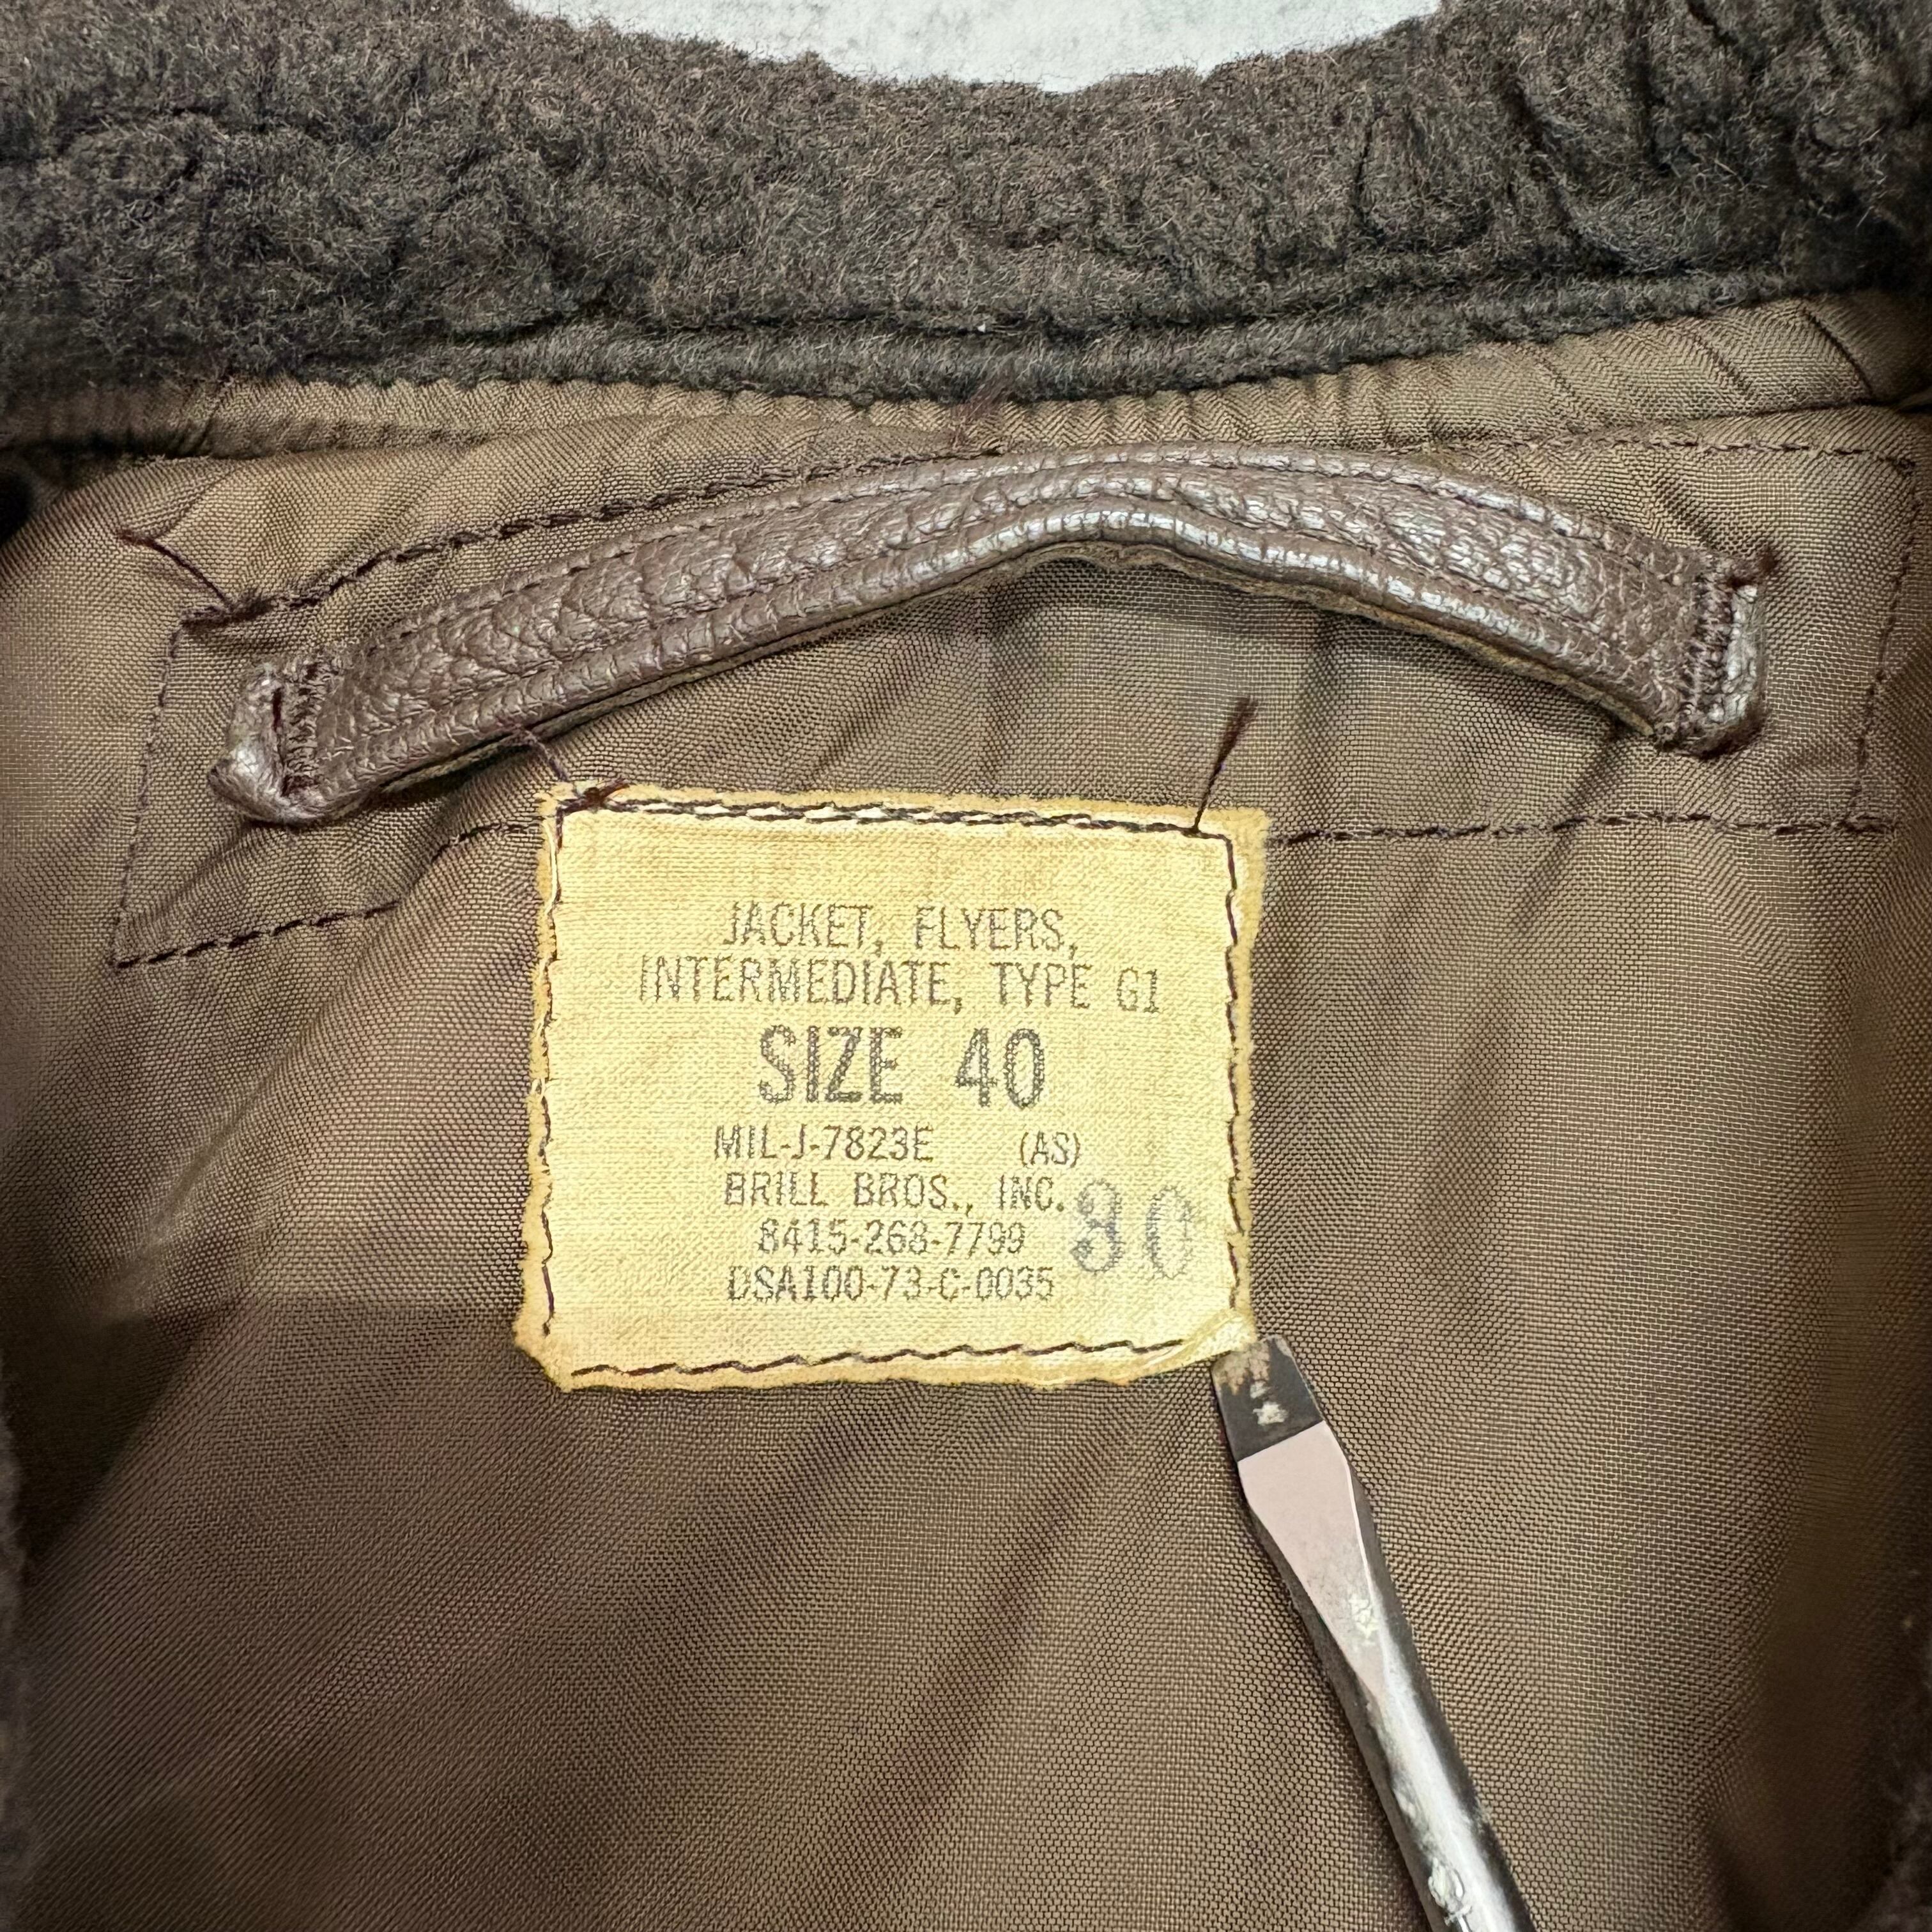 JACKET, FLYERS,
INTERMEDIATE, TYPE G1
SIZE 40
MIL-J-7823E (AS)
BRILL BROS., INC.
30
8415-268-7799
DSA100-73-C-0035